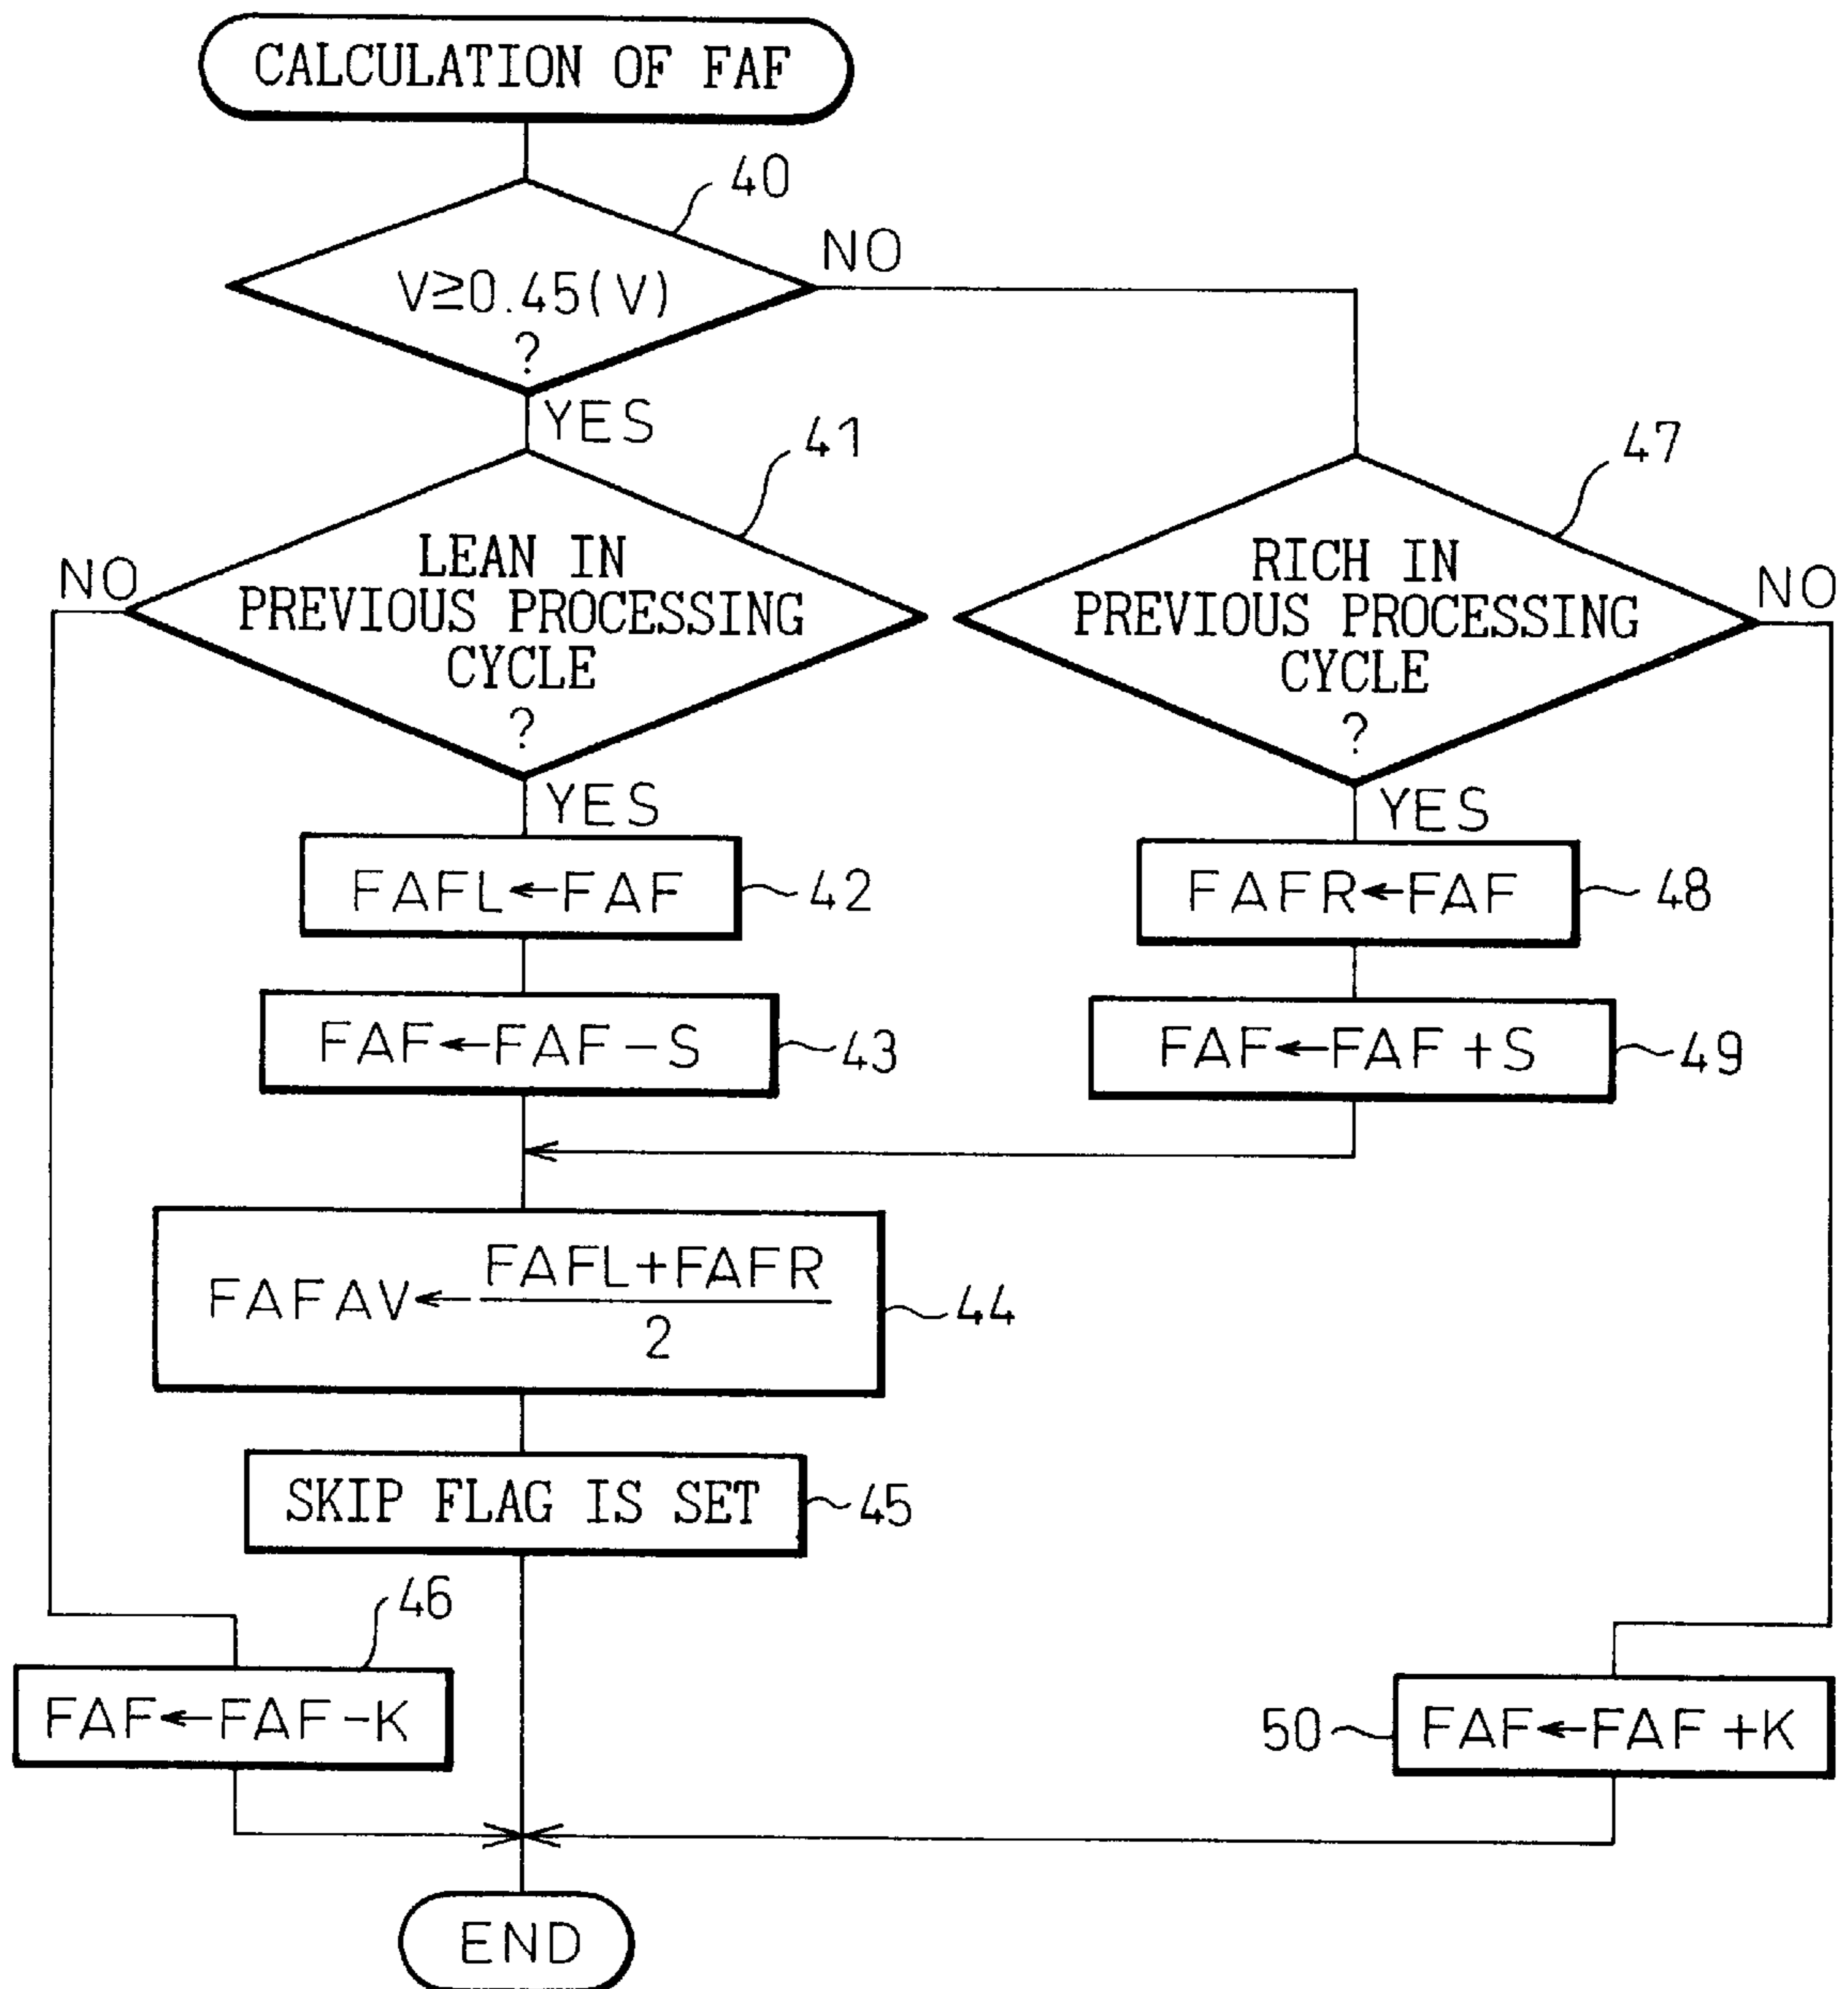 CALCULATION OF FAF
40
V≧0.45(V)
?
NO
YES
41
LEAN IN
PREVIOUS PROCESSING
CYCLE
?
NO
YES
47
RICH IN
PREVIOUS PROCESSING
CYCLE
?
NO
YES
FAFL←FAF
42
FAFR←FAF
48
FAF←FAF-S
43
FAF←FAF+S
49
FAFAV← FAFL+FAFR
2
44
SKIP FLAG IS SET
45
46
FAF←FAF-K
50
FAF←FAF+K
END